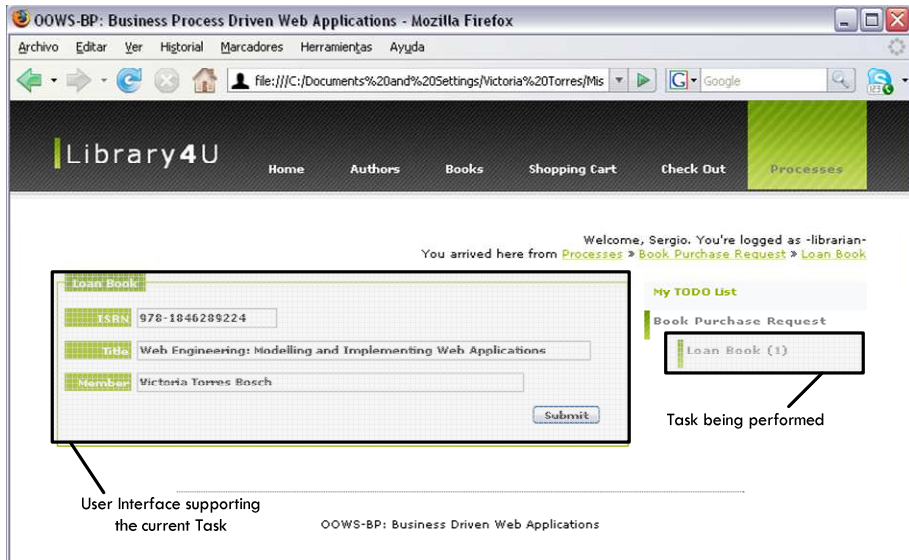 OOWS-BP: Business Process Driven Web Applications - Mozilla Firefox
Archivo Editar Ver Historial Marcadores Herramientas Ayuda
file:///C:/Documents%20and%20Settings/Victoria%20Torres/Mis G Google
Library4U
Home Authors Books Shopping Cart Check Out Processes
Welcome, Sergio. You're logged as -librarian-
You arrived here from Processes » Book Purchase Request » Loan Book
Loan Book
ISBN 978-1846289224
Title Web Engineering: Modelling and Implementing Web Applications
Member Victoria Torres Bosch
Submit
My TODO List
Book Purchase Request
Loan Book (1)
Task being performed
User Interface supporting
the current Task
OOWS-BP: Business Driven Web Applications